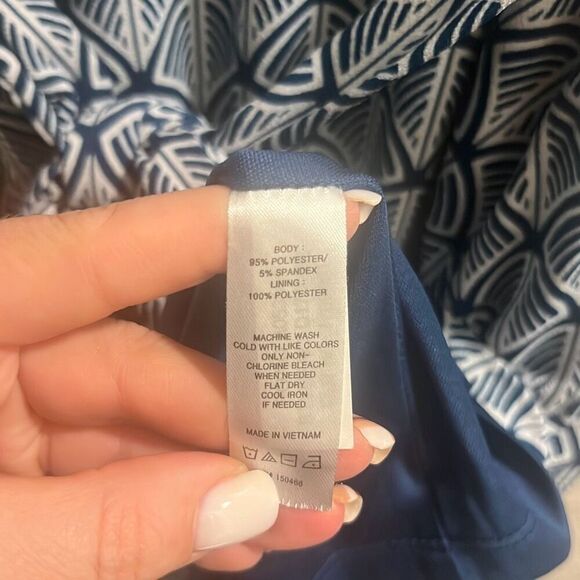 BODY :
95% POLYESTER/
5% SPANDEX
LINING :
100% POLYESTER
MACHINE WASH
COLD WITH LIKE COLORS
ONLY NON-
CHLORINE BLEACH
WHEN NEEDED
FLAT DRY
COOL IRON
IF NEEDED
MADE IN VIETNAM
150466